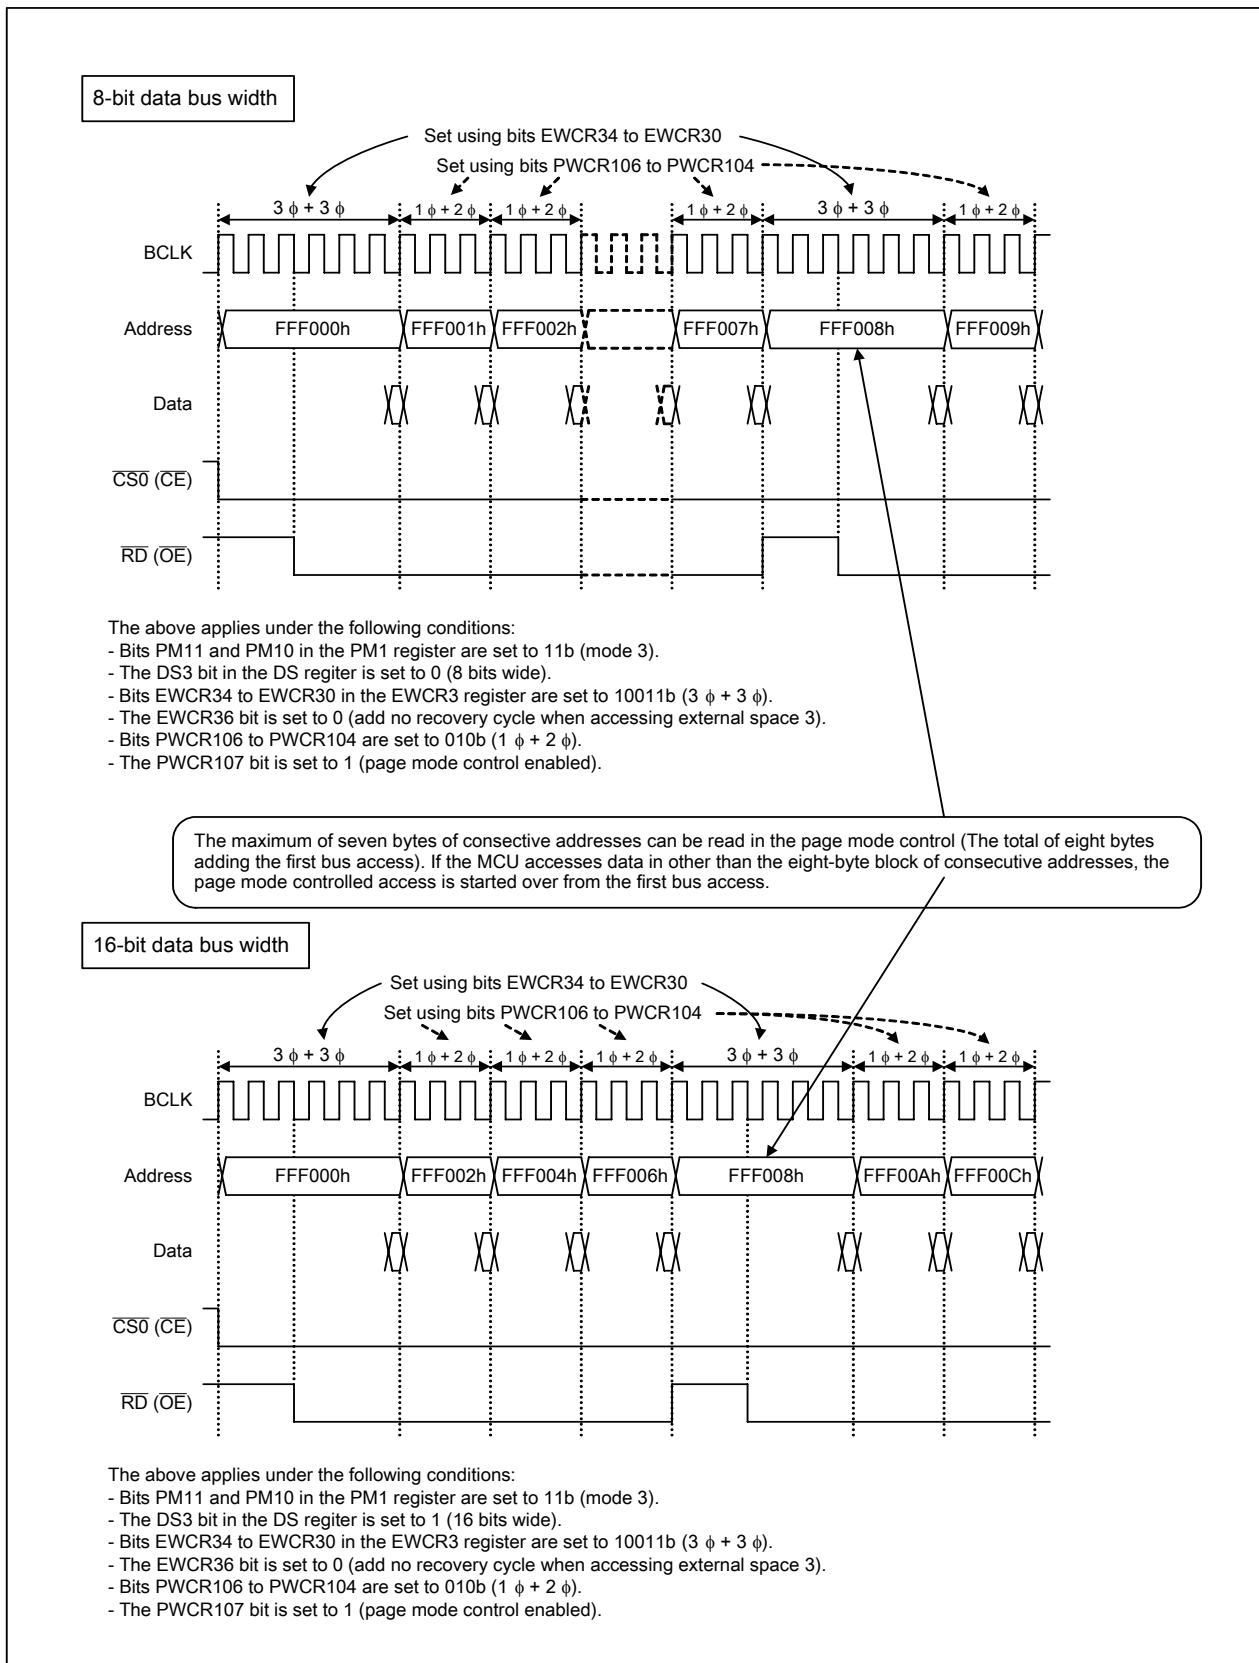 8-bit data bus width
Set using bits EWCR34 to EWCR30
Set using bits PWCR106 to PWCR104
3 ϕ + 3 ϕ 1 ϕ + 2 ϕ 1 ϕ + 2 ϕ 1 ϕ + 2 ϕ 3 ϕ + 3 ϕ 1 ϕ + 2 ϕ
BCLK
Address FFF000h FFF001h FFF002h FFF007h FFF008h FFF009h
Data
CS0 (CE)
RD (OE)
The above applies under the following conditions:
- Bits PM11 and PM10 in the PM1 register are set to 11b (mode 3).
- The DS3 bit in the DS regiter is set to 0 (8 bits wide).
- Bits EWCR34 to EWCR30 in the EWCR3 register are set to 10011b (3 ϕ + 3 ϕ).
- The EWCR36 bit is set to 0 (add no recovery cycle when accessing external space 3).
- Bits PWCR106 to PWCR104 are set to 010b (1 ϕ + 2 ϕ).
- The PWCR107 bit is set to 1 (page mode control enabled).
The maximum of seven bytes of consective addresses can be read in the page mode control (The total of eight bytes
adding the first bus access). If the MCU accesses data in other than the eight-byte block of consecutive addresses, the
page mode controlled access is started over from the first bus access.
16-bit data bus width
Set using bits EWCR34 to EWCR30
Set using bits PWCR106 to PWCR104
3 ϕ + 3 ϕ 1 ϕ + 2 ϕ 1 ϕ + 2 ϕ 1 ϕ + 2 ϕ 3 ϕ + 3 ϕ 1 ϕ + 2 ϕ 1 ϕ + 2 ϕ
BCLK
Address FFF000h FFF002h FFF004h FFF006h FFF008h FFF00Ah FFF00Ch
Data
CS0 (CE)
RD (OE)
The above applies under the following conditions:
- Bits PM11 and PM10 in the PM1 register are set to 11b (mode 3).
- The DS3 bit in the DS regiter is set to 1 (16 bits wide).
- Bits EWCR34 to EWCR30 in the EWCR3 register are set to 10011b (3 ϕ + 3 ϕ).
- The EWCR36 bit is set to 0 (add no recovery cycle when accessing external space 3).
- Bits PWCR106 to PWCR104 are set to 010b (1 ϕ + 2 ϕ).
- The PWCR107 bit is set to 1 (page mode control enabled).